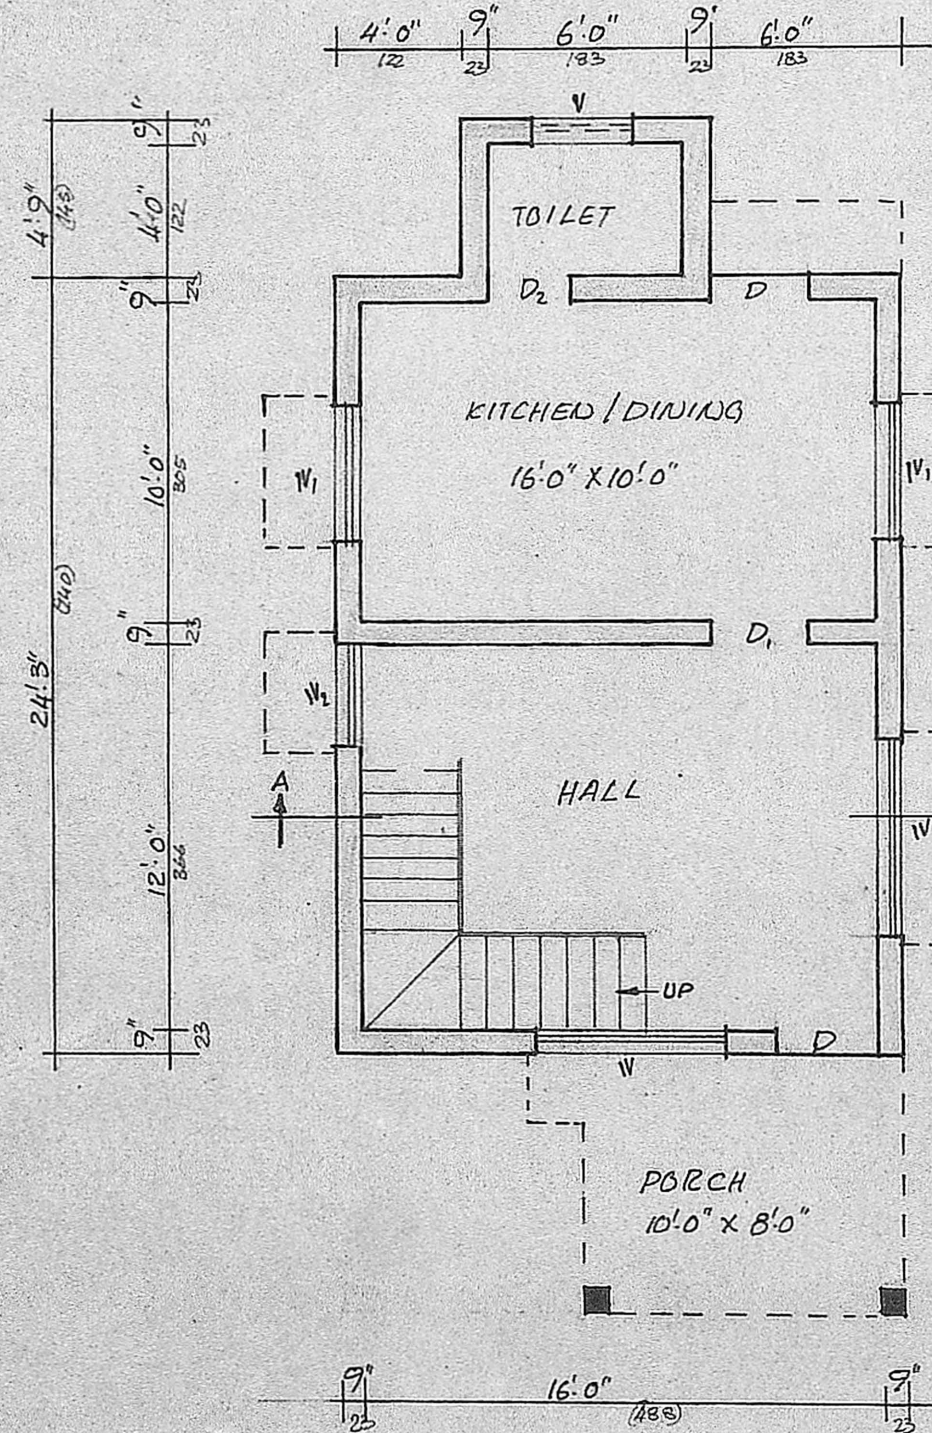 4'-0" 9" 6'-0" 9" 6'-0"
122 23 183 23 183
V
9" 23
4'-9" 4'-0" 122
TOILET
9" 23
D2 D
KITCHEN / DINING
16'-0" X 10'-0"
W1 W1
10'-0" 305
9" 23
D1
W2
24'-3" (740)
HALL
A
W
12'-0" 366
UP
9" 23
D
W
PORCH
10'-0" X 8'-0"
9" 16'-0" 9"
23 (488) 23